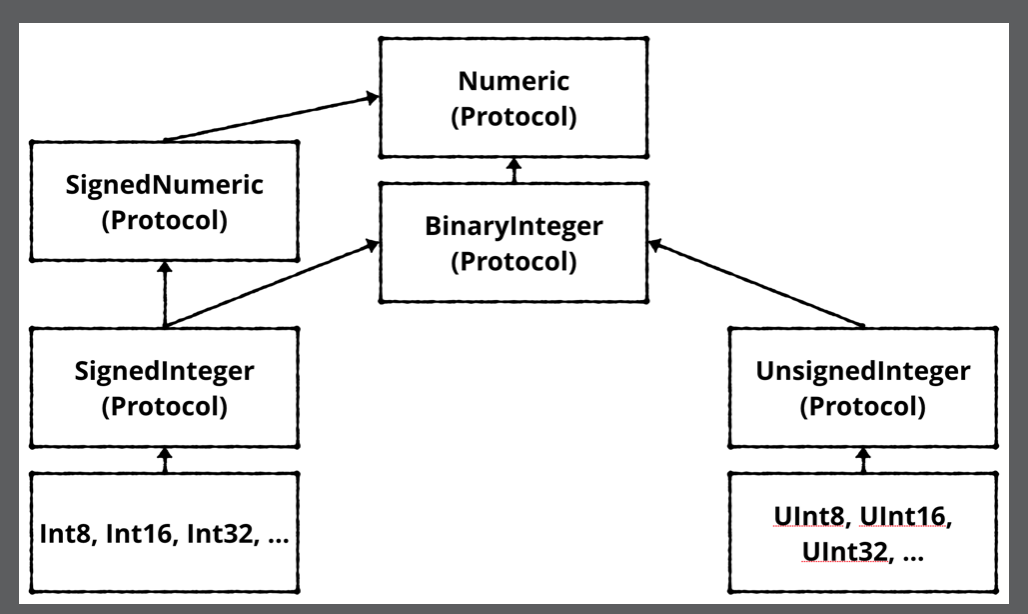 Numeric
(Protocol)
SignedNumeric
(Protocol)
BinaryInteger
(Protocol)
SignedInteger
(Protocol)
UnsignedInteger
(Protocol)
Int8, Int16, Int32, ...
UInt8, UInt16,
UInt32, ...